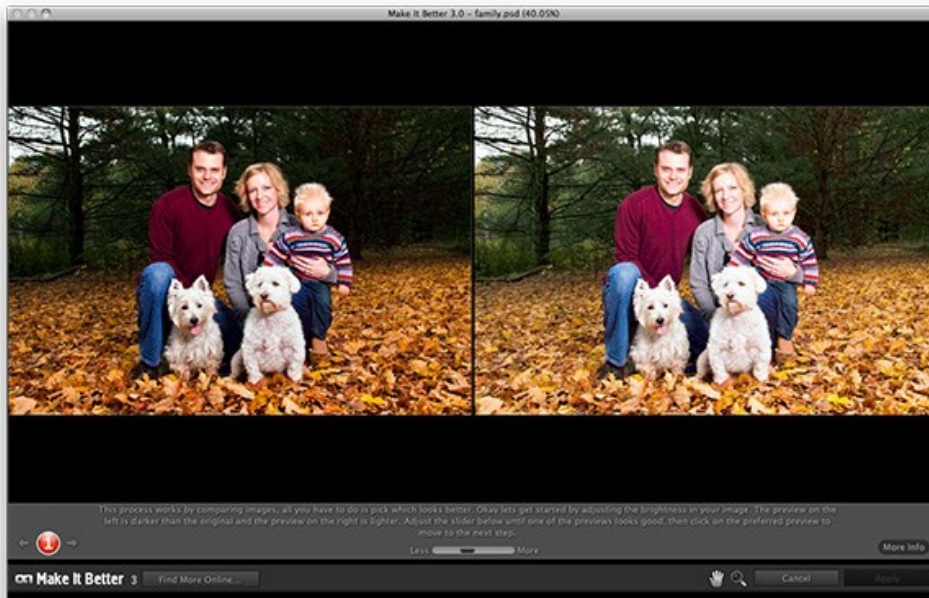 Make It Better 3.0 – family.psd (40.05%)
This process works by comparing images, all you have to do is pick which looks better. Okay lets get started by adjusting the brightness in your image. The preview on the
left is darker than the original and the preview on the right is lighter. Adjust the slider below until one of the previews looks good, then click on the preferred preview to
move to the next step.
1
Less More
More Info
Make It Better 3
Find More Online...
Cancel
Apply